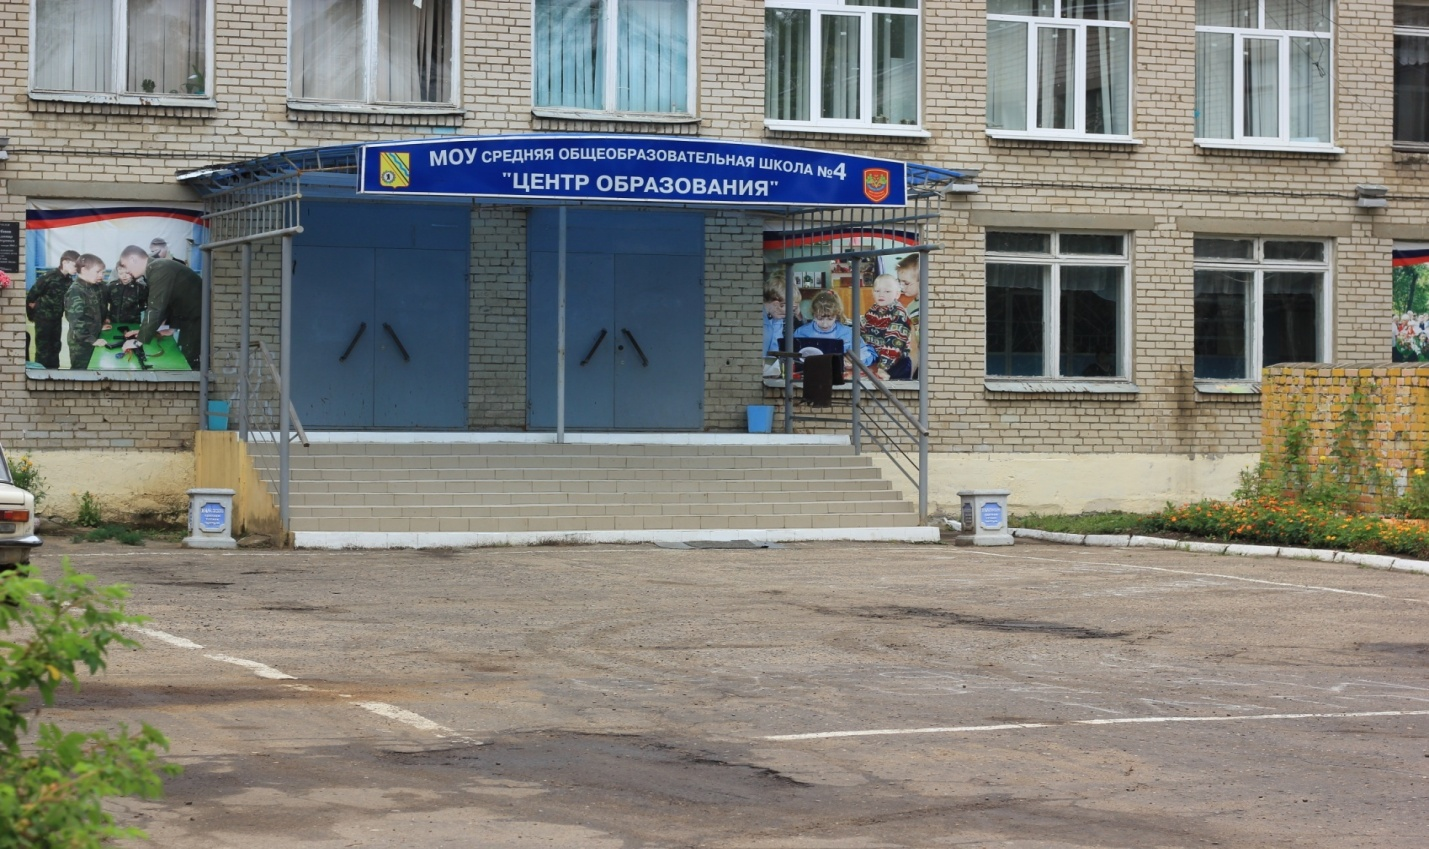 МОУ СРЕДНЯЯ ОБЩЕОБРАЗОВАТЕЛЬНАЯ ШКОЛА №4
"ЦЕНТР ОБРАЗОВАНИЯ"